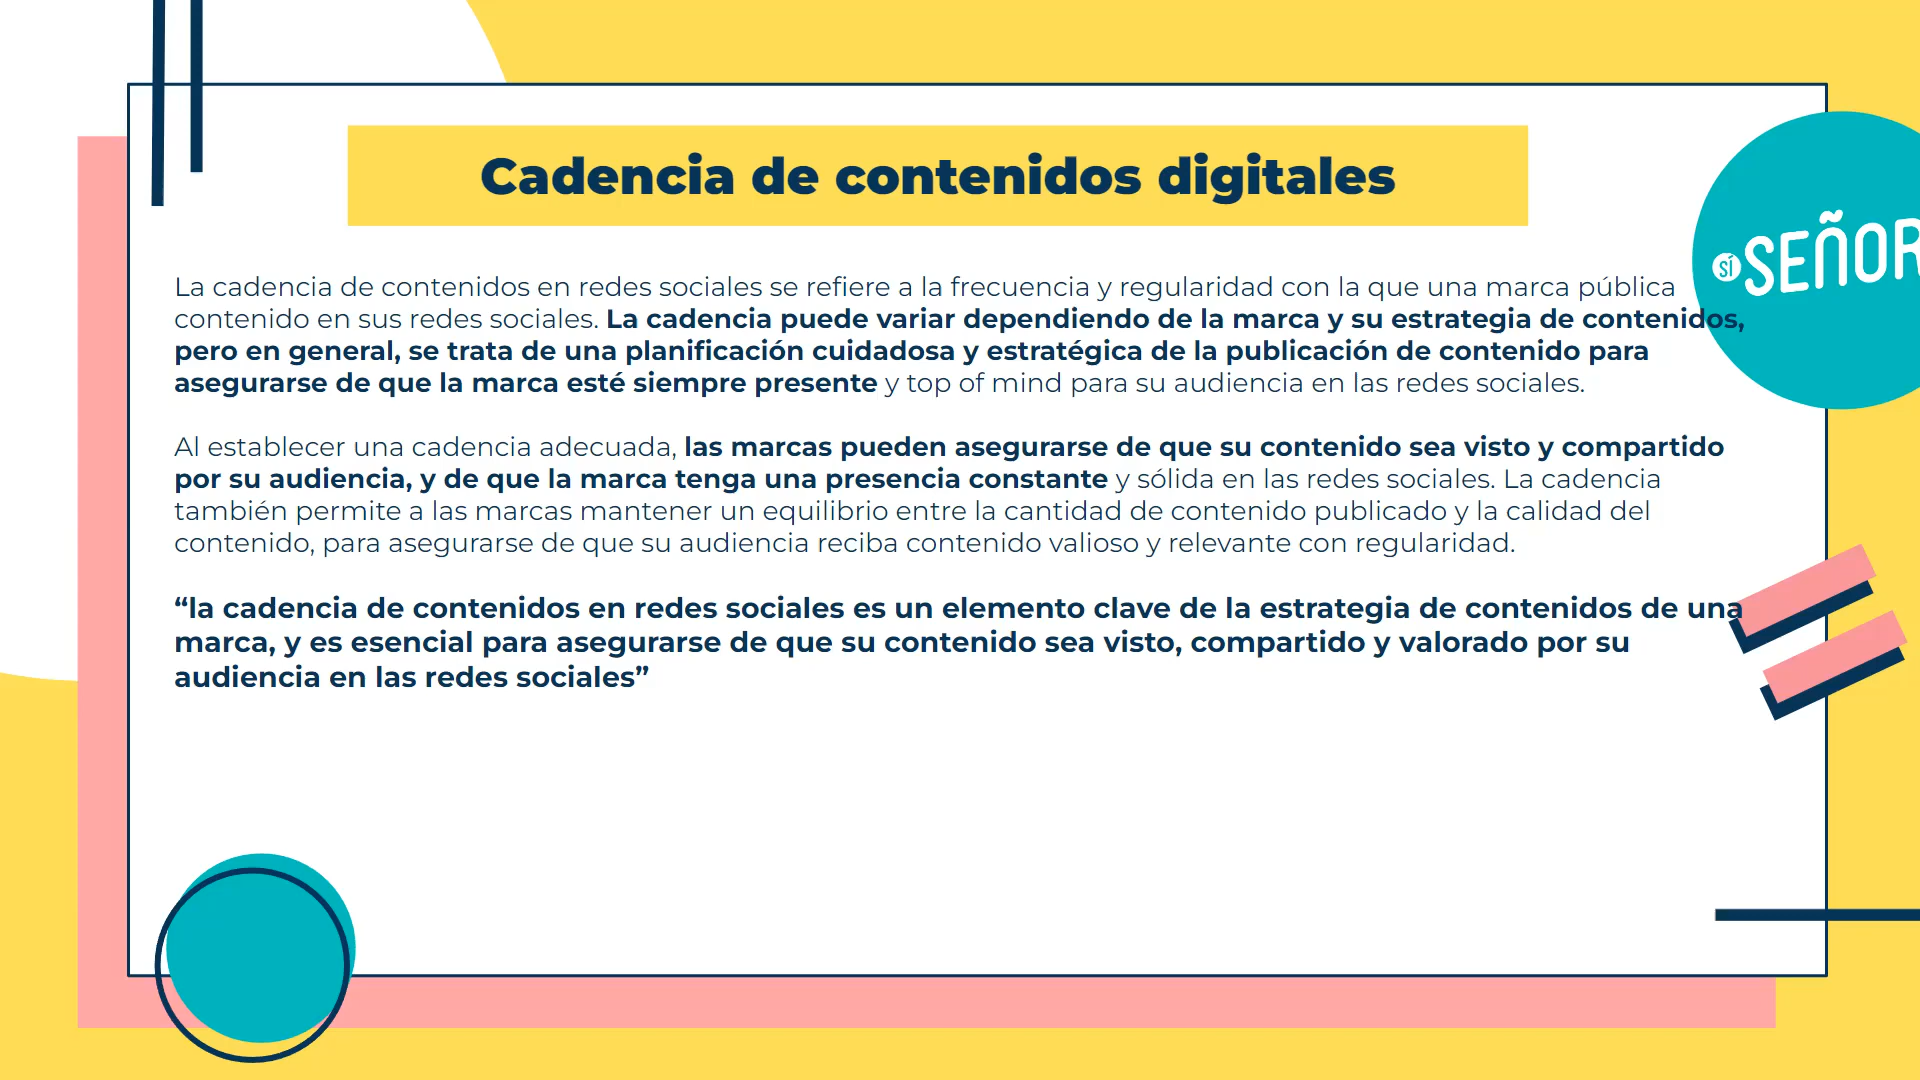 Cadencia de contenidos digitales
SÍ
SEÑOR
La cadencia de contenidos en redes sociales se refiere a la frecuencia y regularidad con la que una marca pública
contenido en sus redes sociales. La cadencia puede variar dependiendo de la marca y su estrategia de contenidos,
pero en general, se trata de una planificación cuidadosa y estratégica de la publicación de contenido para
asegurarse de que la marca esté siempre presente y top of mind para su audiencia en las redes sociales.
Al establecer una cadencia adecuada, las marcas pueden asegurarse de que su contenido sea visto y compartido
por su audiencia, y de que la marca tenga una presencia constante y sólida en las redes sociales. La cadencia
también permite a las marcas mantener un equilibrio entre la cantidad de contenido publicado y la calidad del
contenido, para asegurarse de que su audiencia reciba contenido valioso y relevante con regularidad.
“la cadencia de contenidos en redes sociales es un elemento clave de la estrategia de contenidos de una
marca, y es esencial para asegurarse de que su contenido sea visto, compartido y valorado por su
audiencia en las redes sociales”